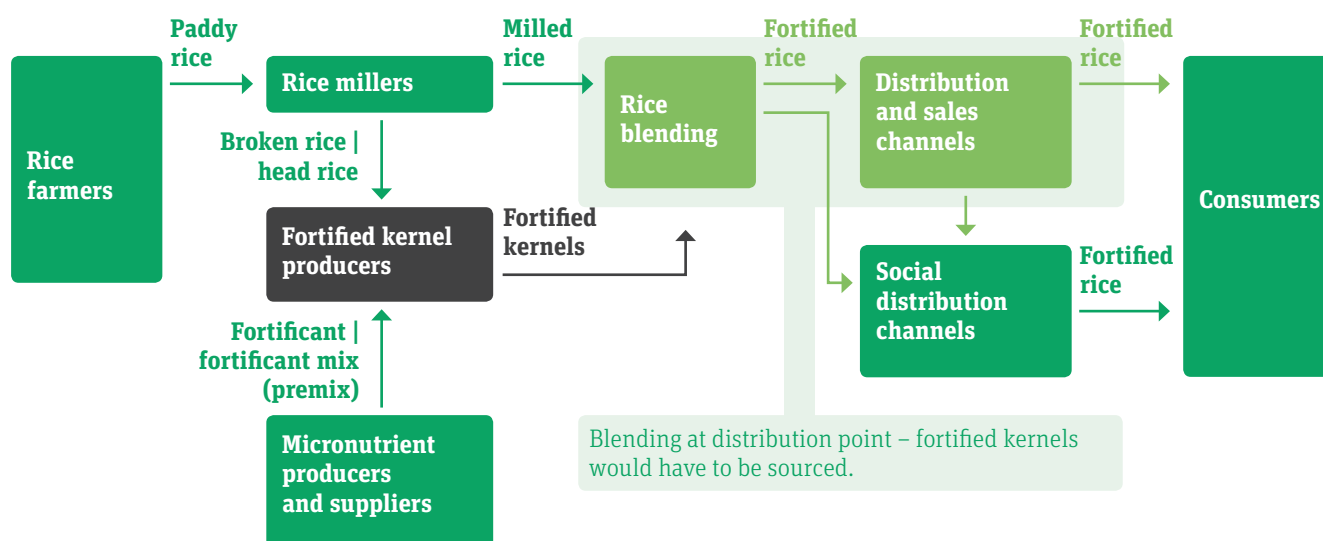 Paddy
rice
Milled
rice
Fortified
rice
Fortified
rice
Rice
farmers
Rice millers
Rice
blending
Distribution
and sales
channels
Consumers
Broken rice |
head rice
Fortified kernel
producers
Fortified
kernels
Social
distribution
channels
Fortified
rice
Fortificant |
fortificant mix
(premix)
Micronutrient
producers
and suppliers
Blending at distribution point – fortified kernels
would have to be sourced.